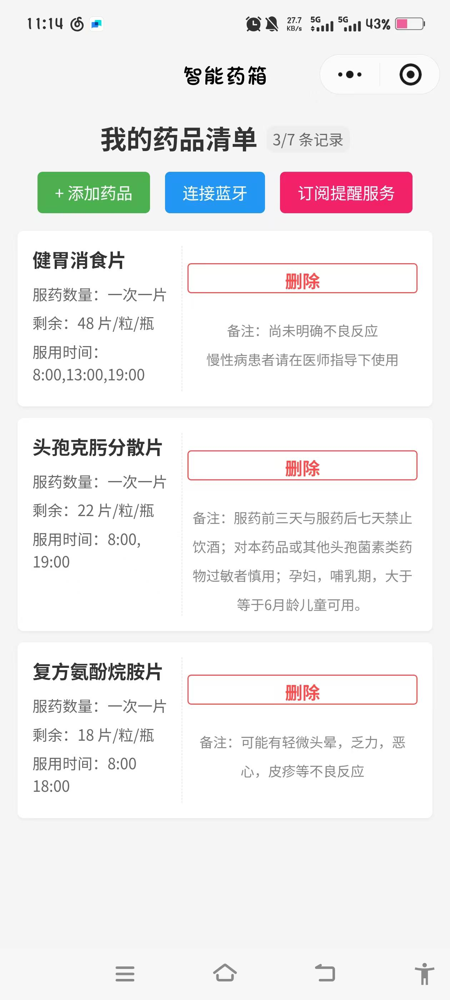 11:14
27.7
KB/s
5G
5G
43%
智能药箱
我的药品清单
3/7 条记录
+ 添加药品
连接蓝牙
订阅提醒服务
健胃消食片
服药数量：一次一片
剩余：48 片/粒/瓶
服用时间：
8:00,13:00,19:00
删除
备注：尚未明确不良反应
慢性病患者请在医师指导下使用
头孢克肟分散片
服药数量：一次一片
剩余：22 片/粒/瓶
服用时间：8:00,
19:00
删除
备注：服药前三天与服药后七天禁止
饮酒；对本药品或其他头孢菌素类药
物过敏者慎用；孕妇，哺乳期，大于
等于6月龄儿童可用。
复方氨酚烷胺片
服药数量：一次一片
剩余：18 片/粒/瓶
服用时间：8:00
18:00
删除
备注：可能有轻微头晕，乏力，恶
心，皮疹等不良反应